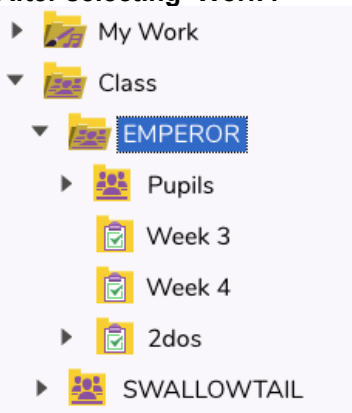 After selecting 'Work':
My Work
Class
EMPEROR
Pupils
Week 3
Week 4
2dos
SWALLOWTAIL